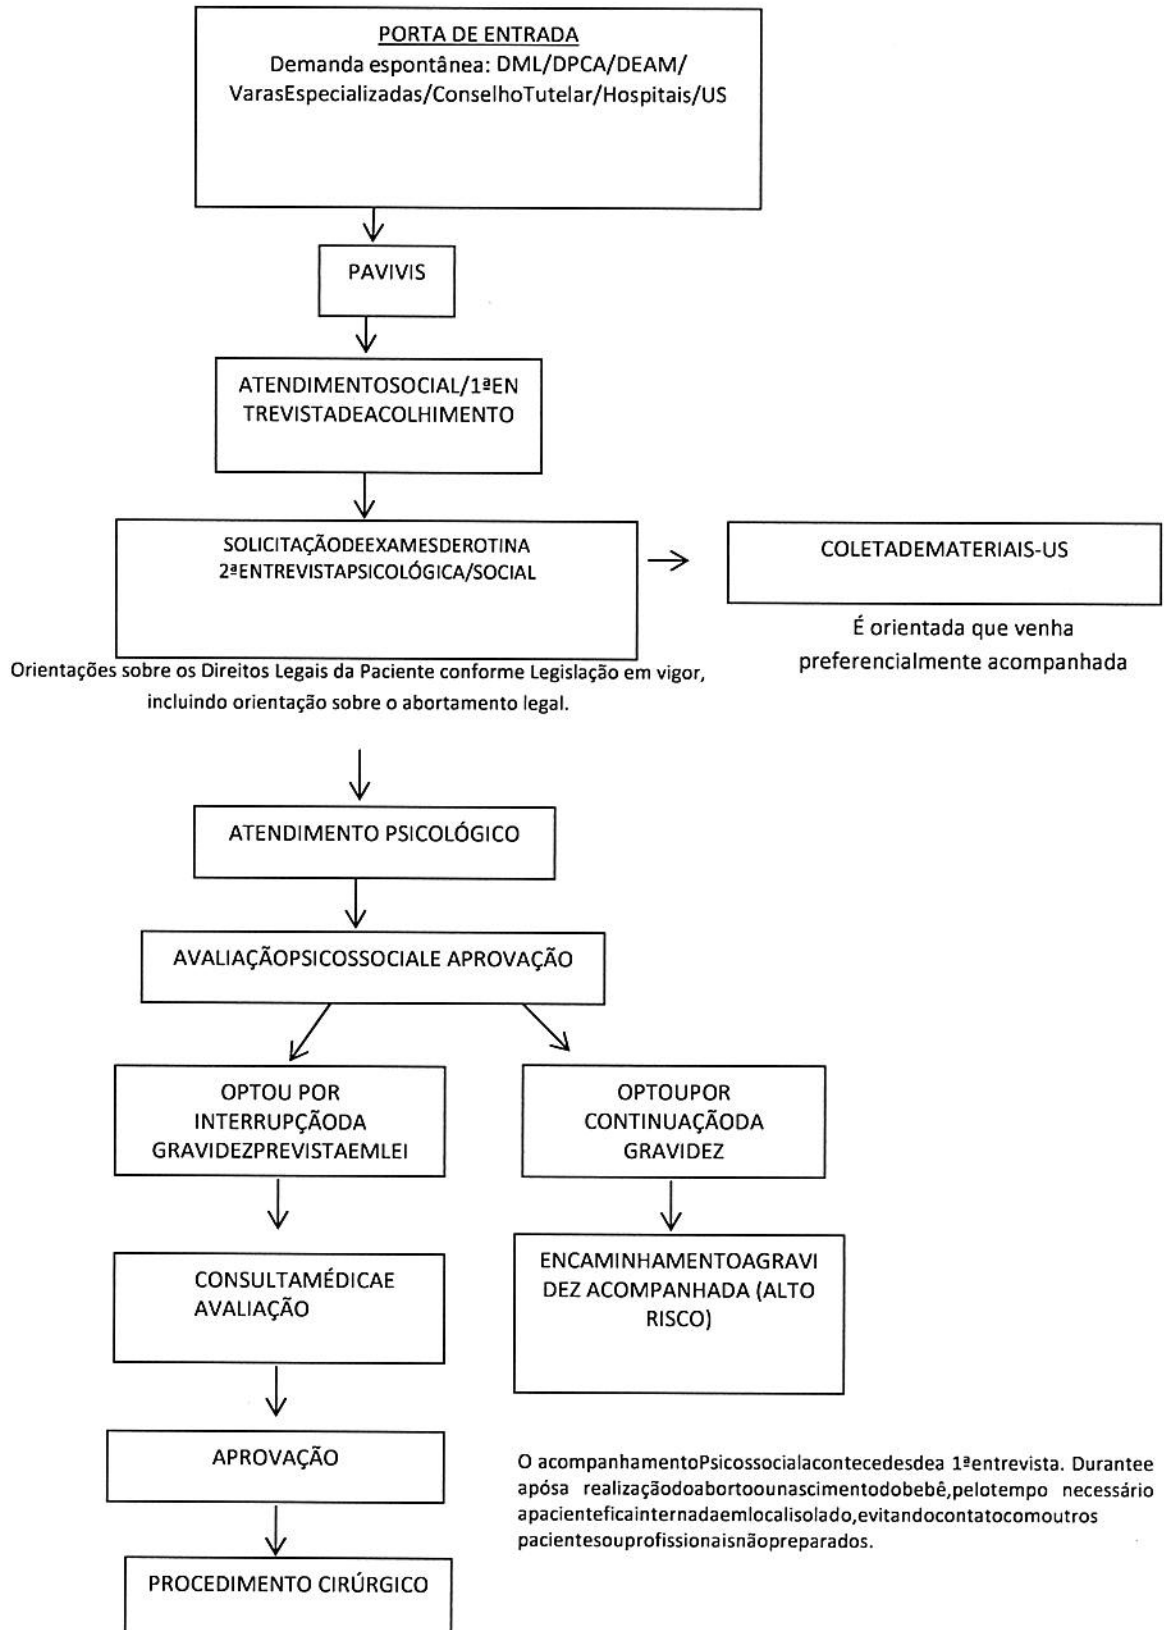 PORTA DE ENTRADA
Demanda espontânea: DML/DPCA/DEAM/
VarasEspecializadas/ConselhoTutelar/Hospitais/US
PAVIVIS
ATENDIMENTOSOCIAL/1ªEN
TREVISTADEACOLHIMENTO
SOLICITAÇÃODEEXAMESDEROTINA
2ªENTREVISTAPSICOLÓGICA/SOCIAL
COLETADEMATERIAIS-US
É orientada que venha
preferencialmente acompanhada
Orientações sobre os Direitos Legais da Paciente conforme Legislação em vigor,
incluindo orientação sobre o abortamento legal.
ATENDIMENTO PSICOLÓGICO
AVALIAÇÃOPSICOSSOCIALE APROVAÇÃO
OPTOU POR
INTERRUPÇÃODA
GRAVIDEZPREVISTAEMLEI
OPTOUPOR
CONTINUAÇÃODA
GRAVIDEZ
CONSULTAMÉDICAE
AVALIAÇÃO
ENCAMINHAMENTOAGRAVI
DEZ ACOMPANHADA (ALTO
RISCO)
APROVAÇÃO
O acompanhamentoPsicossocialacontecedesdea 1ªentrevista. Durantee
apósa realizaçãodoabortoounascimentodobebê,pelotempo necessário
apacienteficainternadaemlocalisolado,evitandocontatocomoutros
pacientesouprofissionaisnãopreparados.
PROCEDIMENTO CIRÚRGICO